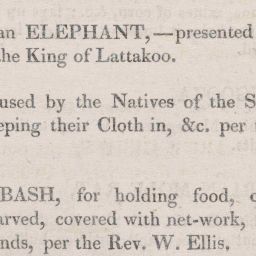 an ELEPHANT,—presented
the King of Lattakoo.
used by the Natives of the S
eping their Cloth in, &c. per
BASH, for holding food,
arved, covered with net-work,
nds, per the Rev. W. Ellis.